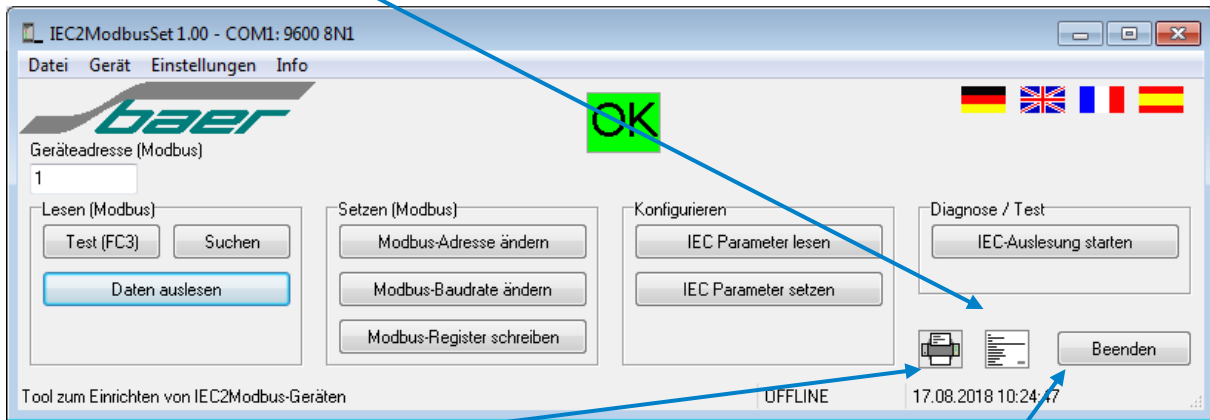 IEC2ModbusSet 1.00 - COM1: 9600 8N1
Datei Gerät Einstellungen Info
baer
OK
Geräteadresse (Modbus)
1
Lesen (Modbus)
Test (FC3) Suchen
Daten auslesen
Setzen (Modbus)
Modbus-Adresse ändern
Modbus-Baudrate ändern
Modbus-Register schreiben
Konfigurieren
IEC Parameter lesen
IEC Parameter setzen
Diagnose / Test
IEC-Auslesung starten
Beenden
Tool zum Einrichten von IEC2Modbus-Geräten OFFLINE 17.08.2018 10:24:47